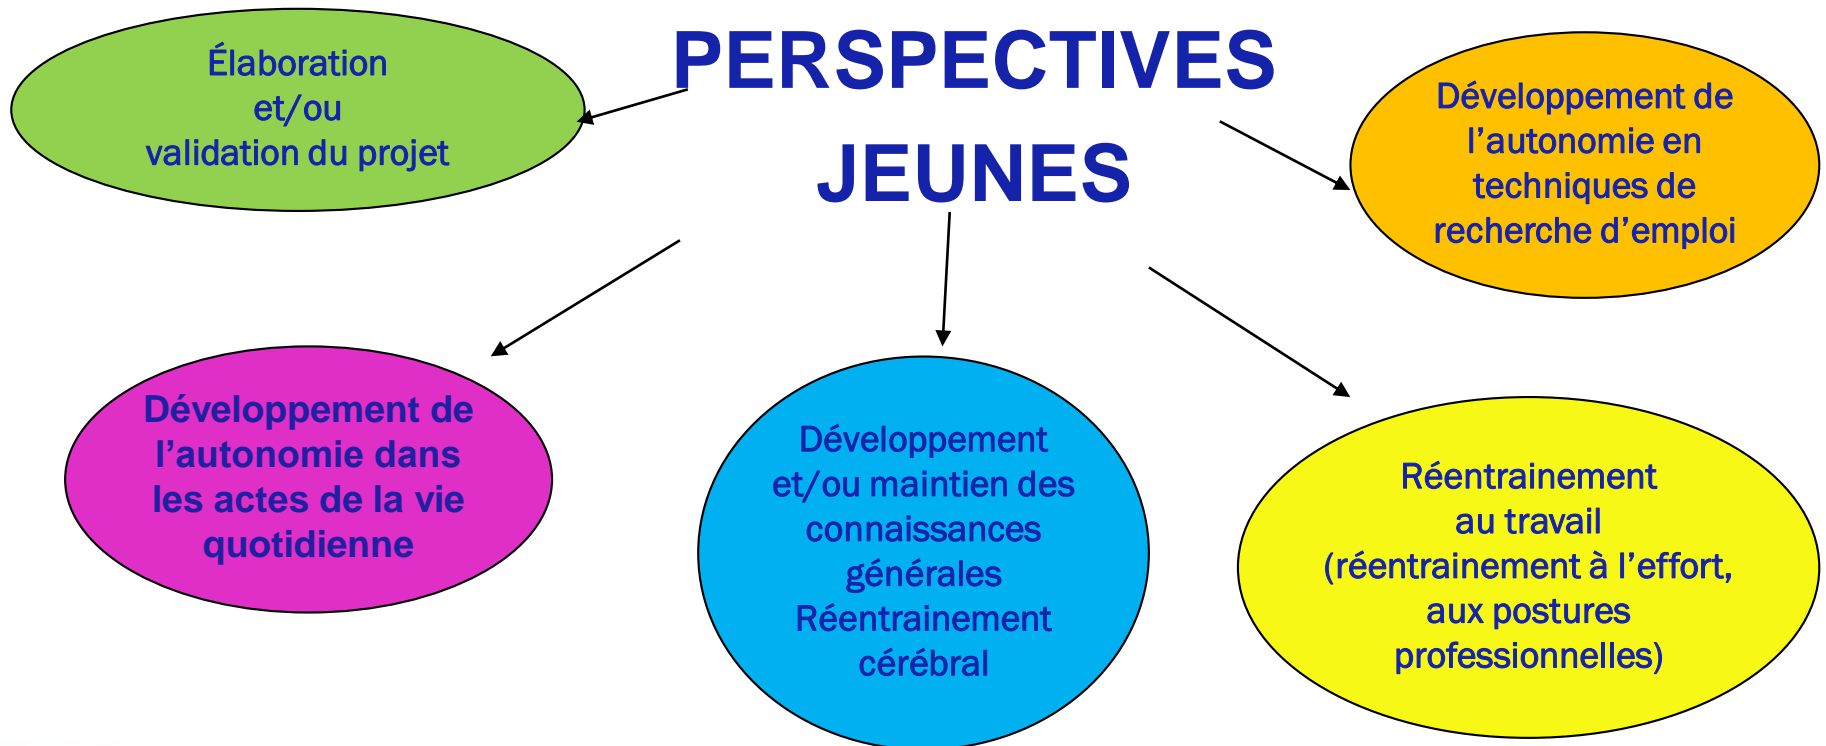 PERSPECTIVES
JEUNES
Élaboration
et/ou
validation du projet
Développement de
l'autonomie en
techniques de
recherche d'emploi
Développement de
l'autonomie dans
les actes de la vie
quotidienne
Développement
et/ou maintien des
connaissances
générales
Réentrainement
cérébral
Réentrainement
au travail
(réentrainement à l'effort,
aux postures
professionnelles)